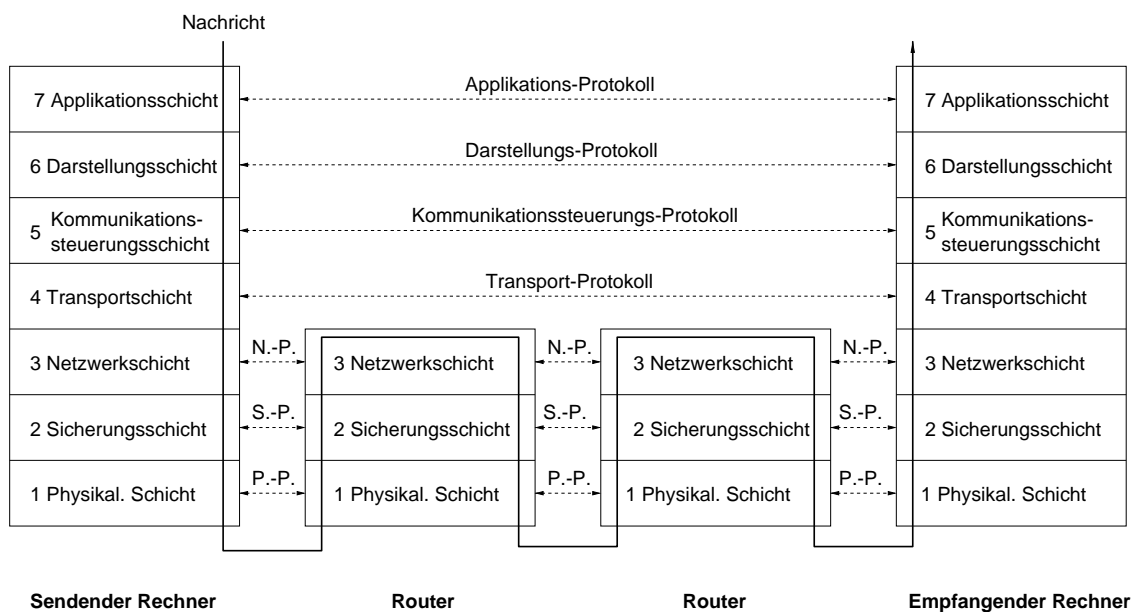 Nachricht
7 Applikationsschicht
Applikations-Protokoll
7 Applikationsschicht
6 Darstellungsschicht
Darstellungs-Protokoll
6 Darstellungsschicht
5 Kommunikations-
steuerungsschicht
Kommunikationssteuerungs-Protokoll
5 Kommunikations-
steuerungsschicht
4 Transportschicht
Transport-Protokoll
4 Transportschicht
3 Netzwerkschicht
N.-P.
3 Netzwerkschicht
N.-P.
3 Netzwerkschicht
N.-P.
3 Netzwerkschicht
2 Sicherungsschicht
S.-P.
2 Sicherungsschicht
S.-P.
2 Sicherungsschicht
S.-P.
2 Sicherungsschicht
1 Physikal. Schicht
P.-P.
1 Physikal. Schicht
P.-P.
1 Physikal. Schicht
P.-P.
1 Physikal. Schicht
Sendender Rechner
Router
Router
Empfangender Rechner